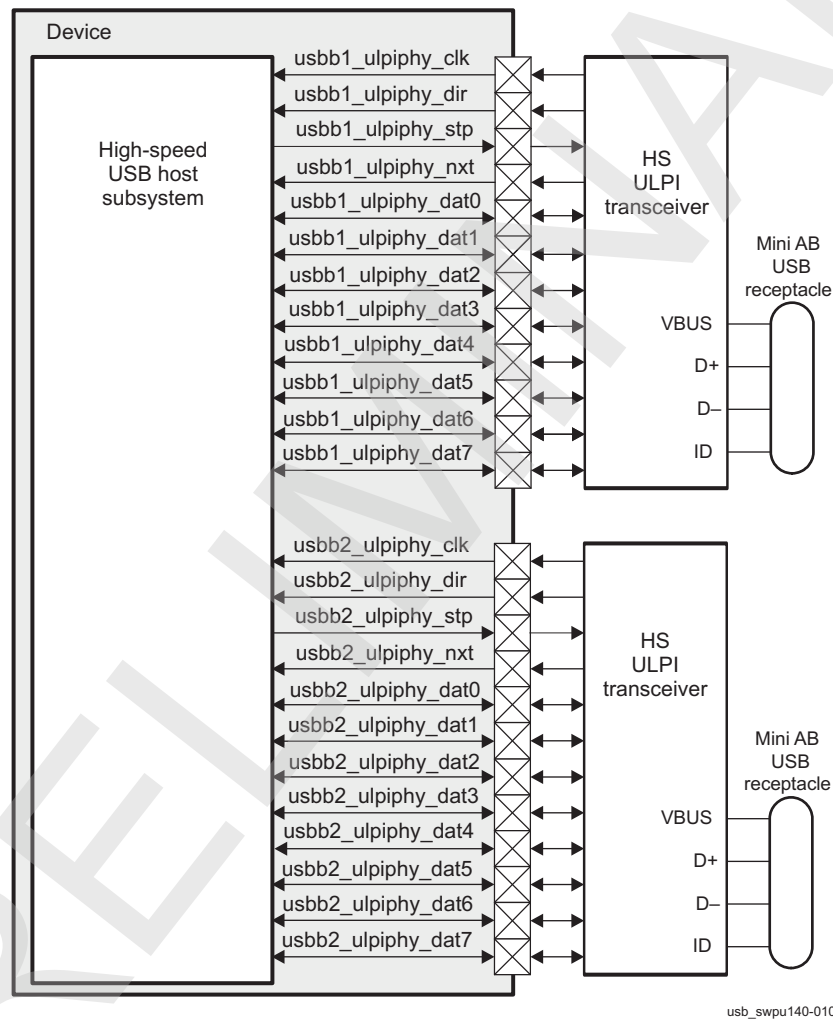 Device
High-speed
USB host
subsystem
usbb1_ulpiphy_clk
usbb1_ulpiphy_dir
usbb1_ulpiphy_stp
usbb1_ulpiphy_nxt
usbb1_ulpiphy_dat0
usbb1_ulpiphy_dat1
usbb1_ulpiphy_dat2
usbb1_ulpiphy_dat3
usbb1_ulpiphy_dat4
usbb1_ulpiphy_dat5
usbb1_ulpiphy_dat6
usbb1_ulpiphy_dat7
HS
ULPI
transceiver
VBUS
D+
D–
ID
Mini AB
USB
receptacle
usbb2_ulpiphy_clk
usbb2_ulpiphy_dir
usbb2_ulpiphy_stp
usbb2_ulpiphy_nxt
usbb2_ulpiphy_dat0
usbb2_ulpiphy_dat1
usbb2_ulpiphy_dat2
usbb2_ulpiphy_dat3
usbb2_ulpiphy_dat4
usbb2_ulpiphy_dat5
usbb2_ulpiphy_dat6
usbb2_ulpiphy_dat7
HS
ULPI
transceiver
VBUS
D+
D–
ID
Mini AB
USB
receptacle
usb_swpu140-010
RELIMINA